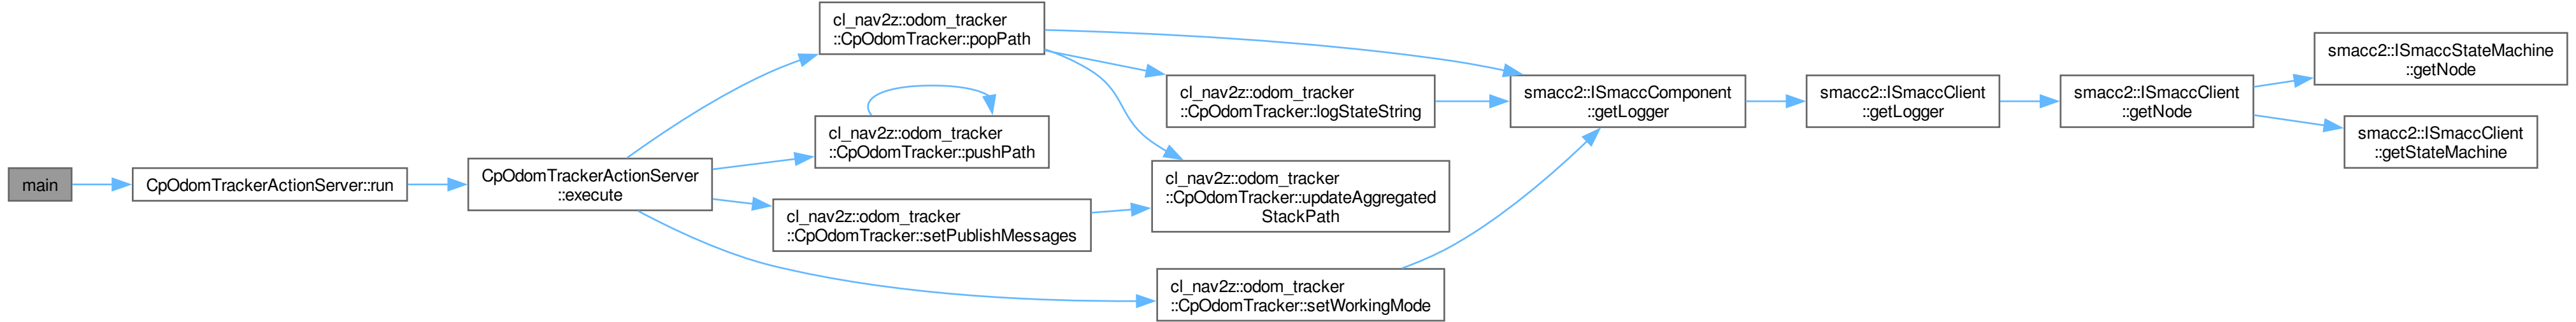 main
CpOdomTrackerActionServer::run
CpOdomTrackerActionServer
::execute
cl_nav2z::odom_tracker
::CpOdomTracker::popPath
cl_nav2z::odom_tracker
::CpOdomTracker::pushPath
cl_nav2z::odom_tracker
::CpOdomTracker::setPublishMessages
cl_nav2z::odom_tracker
::CpOdomTracker::logStateString
cl_nav2z::odom_tracker
::CpOdomTracker::updateAggregated
StackPath
cl_nav2z::odom_tracker
::CpOdomTracker::setWorkingMode
smacc2::ISmaccComponent
::getLogger
smacc2::ISmaccClient
::getLogger
smacc2::ISmaccClient
::getNode
smacc2::ISmaccStateMachine
::getNode
smacc2::ISmaccClient
::getStateMachine